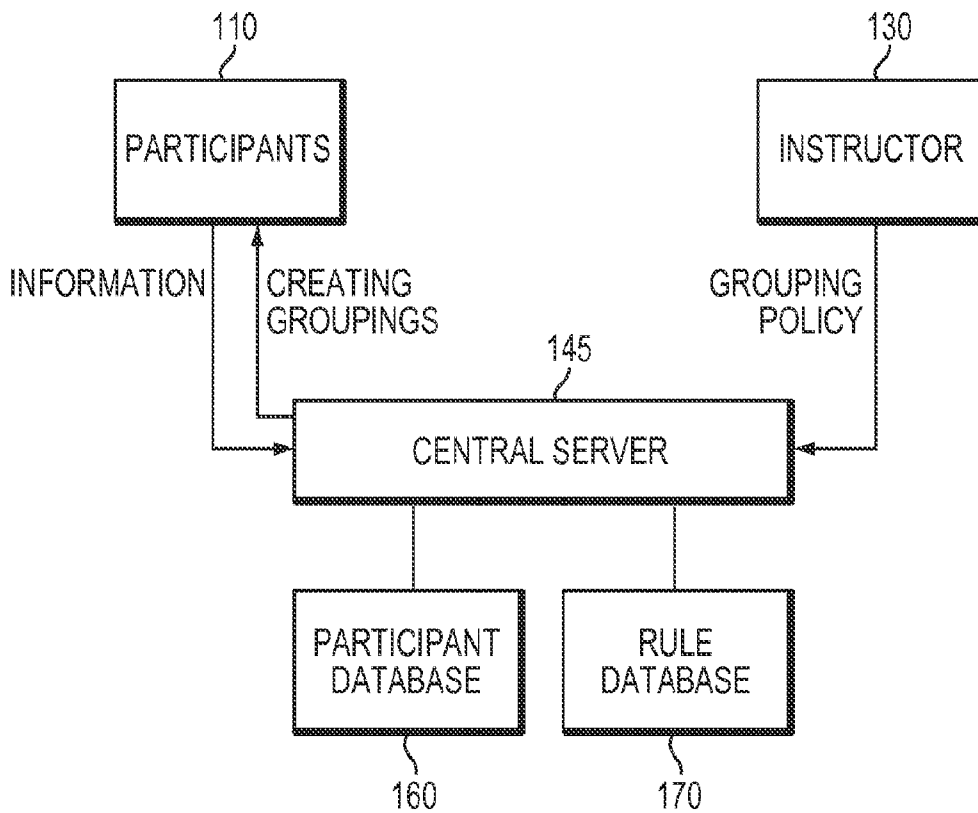 110
130
PARTICIPANTS
INSTRUCTOR
INFORMATION
CREATING
GROUPINGS
GROUPING
POLICY
145
CENTRAL SERVER
PARTICIPANT
DATABASE
RULE
DATABASE
160
170